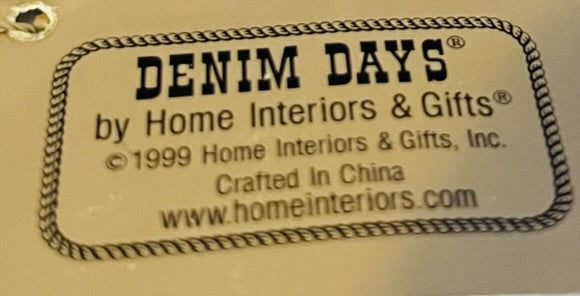 DENIM DAYS®
by Home Interiors & Gifts®
©1999 Home Interiors & Gifts, Inc.
Crafted In China
www.homeinteriors.com